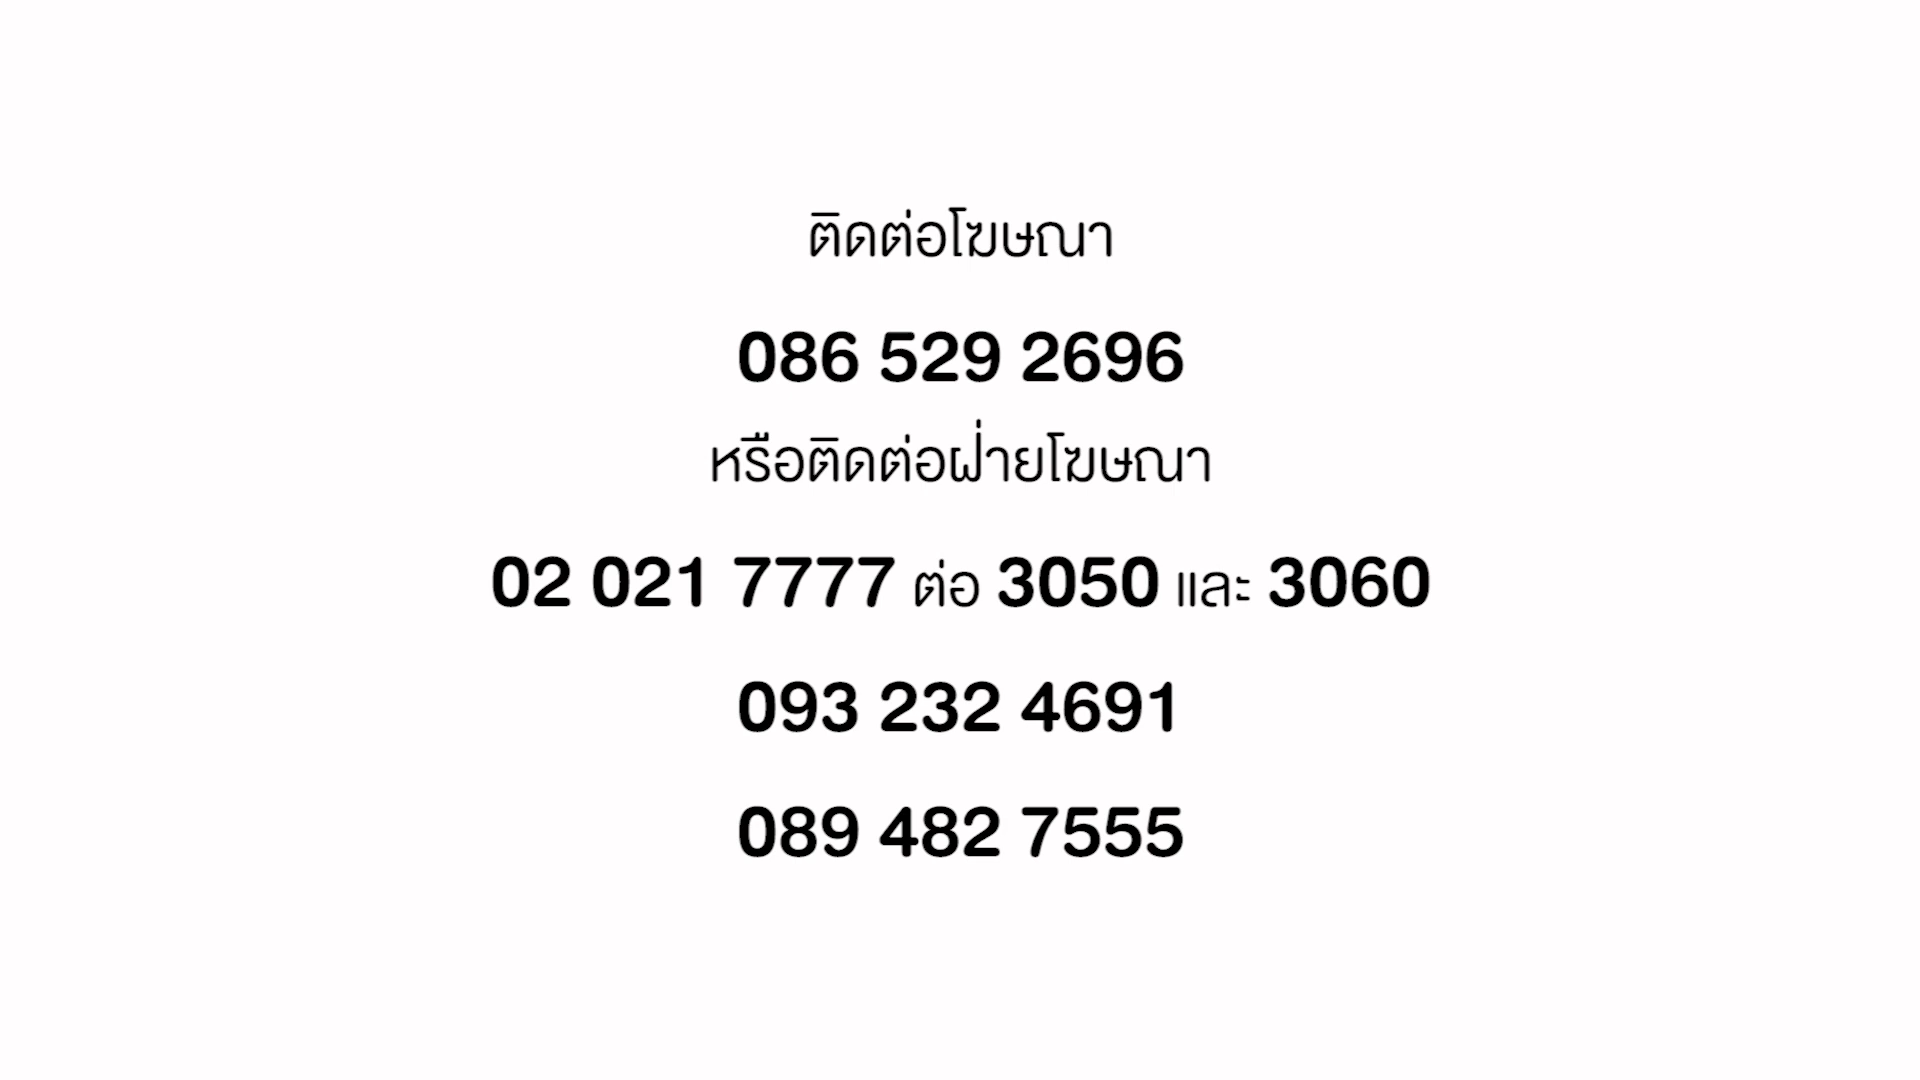 ติดต่อโฆษณา
086 529 2696
หรือติดต่อฝ่ายโฆษณา
02 021 7777 ต่อ 3050 และ 3060
093 232 4691
089 482 7555